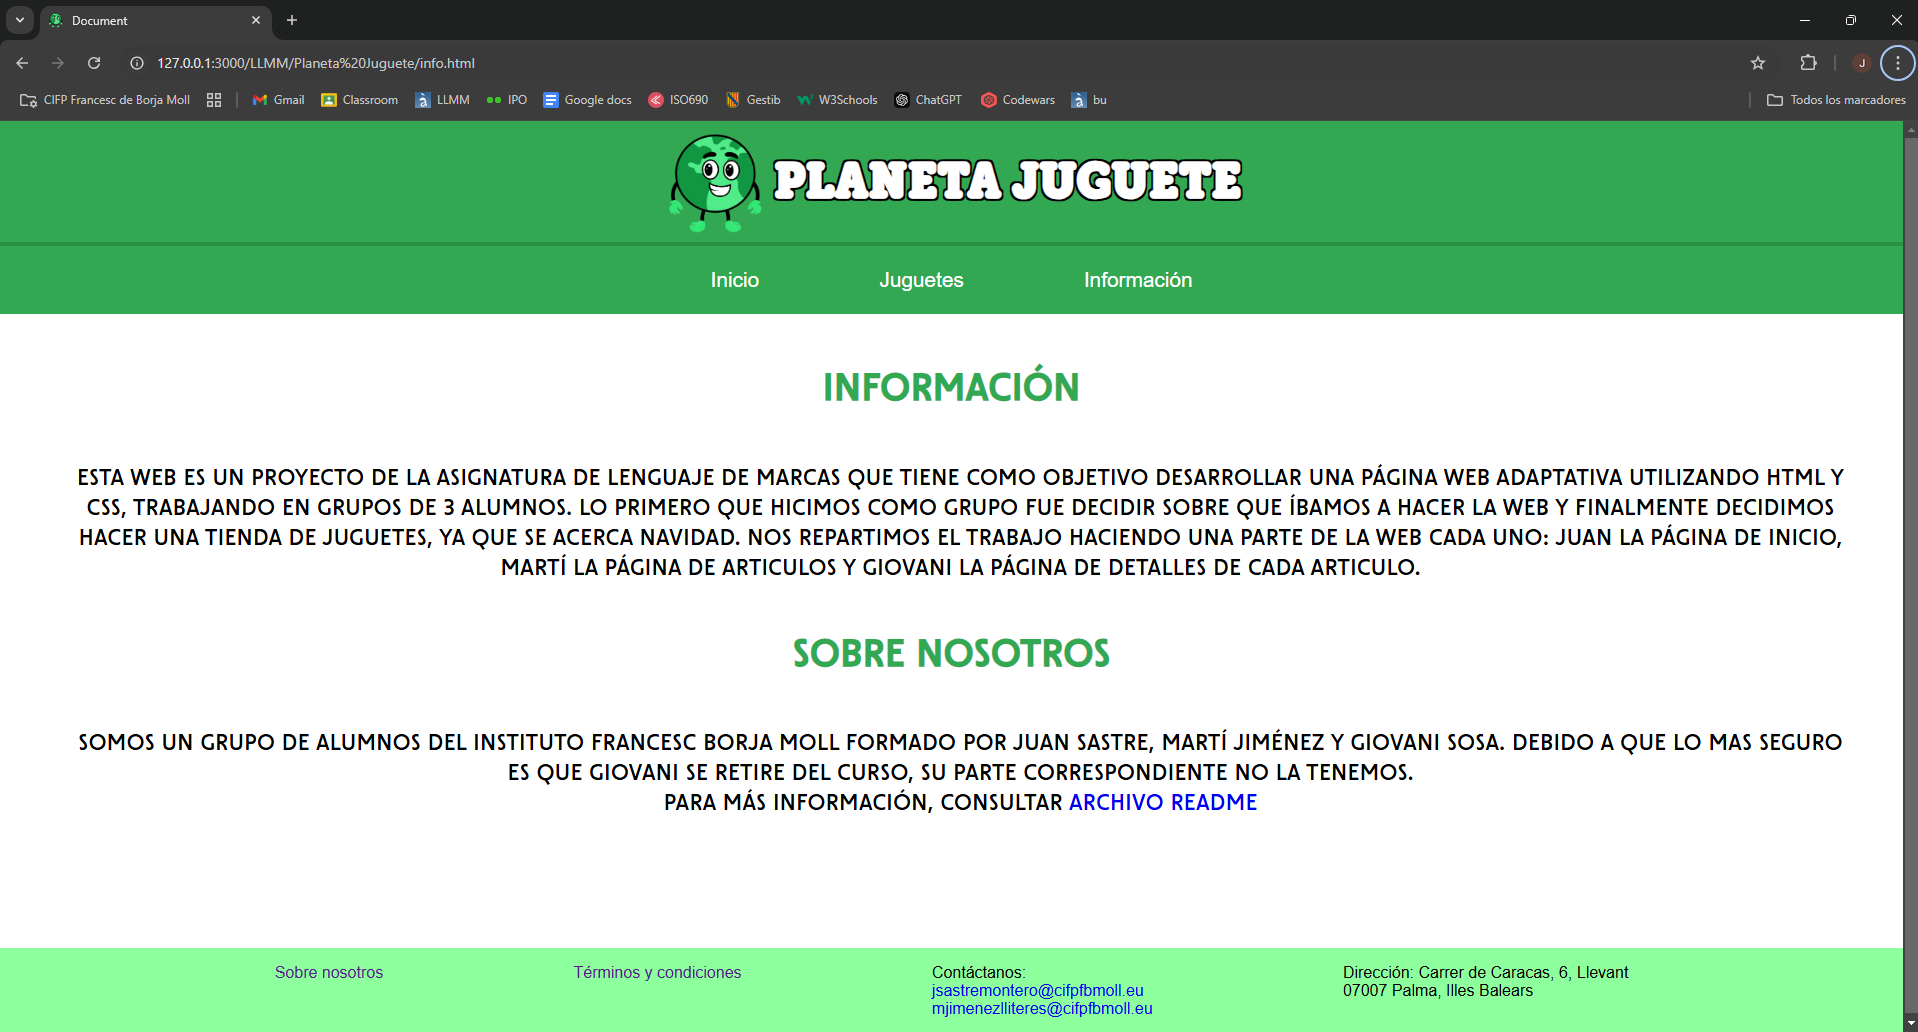 Document
127.0.0.1:3000/LLMM/Planeta%20Juguete/info.html
J
CIFP Francesc de Borja Moll
Gmail
Classroom
LLMM
IPO
Google docs
ISO690
Gestib
W3Schools
ChatGPT
Codewars
bu
Todos los marcadores
PLANETA JUGUETE
Inicio
Juguetes
Información
INFORMACIÓN
ESTA WEB ES UN PROYECTO DE LA ASIGNATURA DE LENGUAJE DE MARCAS QUE TIENE COMO OBJETIVO DESARROLLAR UNA PÁGINA WEB ADAPTATIVA UTILIZANDO HTML Y
CSS, TRABAJANDO EN GRUPOS DE 3 ALUMNOS. LO PRIMERO QUE HICIMOS COMO GRUPO FUE DECIDIR SOBRE QUE ÍBAMOS A HACER LA WEB Y FINALMENTE DECIDIMOS
HACER UNA TIENDA DE JUGUETES, YA QUE SE ACERCA NAVIDAD. NOS REPARTIMOS EL TRABAJO HACIENDO UNA PARTE DE LA WEB CADA UNO: JUAN LA PÁGINA DE INICIO,
MARTÍ LA PÁGINA DE ARTICULOS Y GIOVANI LA PÁGINA DE DETALLES DE CADA ARTICULO.
SOBRE NOSOTROS
SOMOS UN GRUPO DE ALUMNOS DEL INSTITUTO FRANCESC BORJA MOLL FORMADO POR JUAN SASTRE, MARTÍ JIMÉNEZ Y GIOVANI SOSA. DEBIDO A QUE LO MAS SEGURO
ES QUE GIOVANI SE RETIRE DEL CURSO, SU PARTE CORRESPONDIENTE NO LA TENEMOS.
PARA MÁS INFORMACIÓN, CONSULTAR ARCHIVO README
Sobre nosotros
Términos y condiciones
Contáctanos:
jsastremontero@cifpfbmoll.eu
mjimenezlliteres@cifpfbmoll.eu
Dirección: Carrer de Caracas, 6, Llevant
07007 Palma, Illes Balears